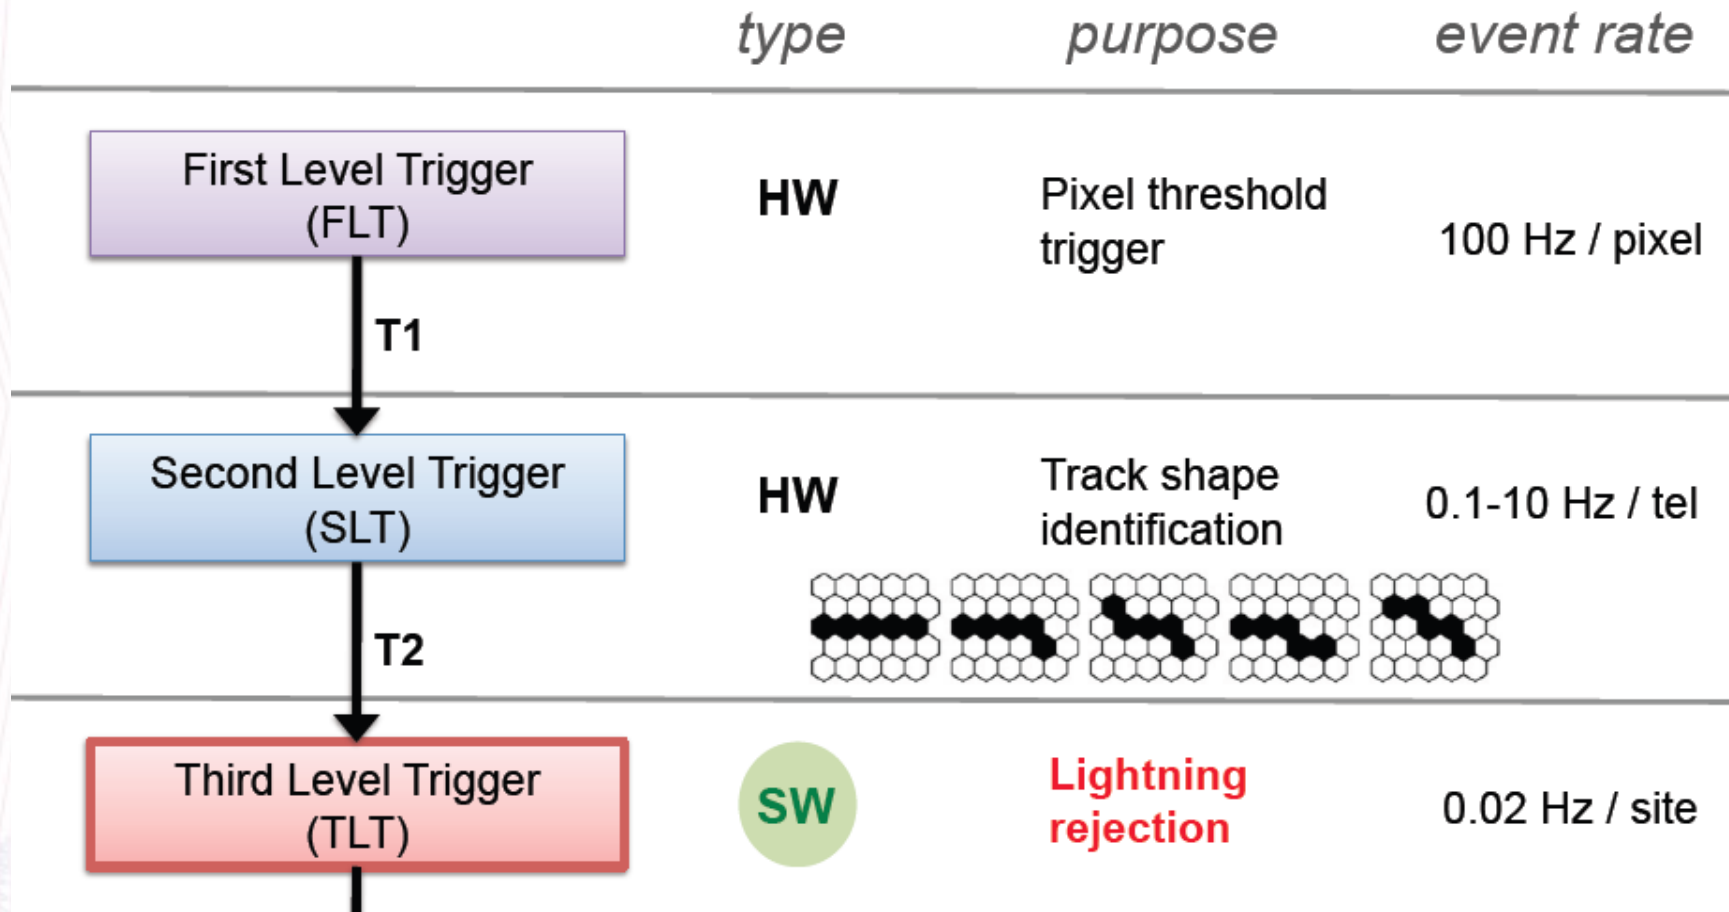 type purpose event rate
First Level Trigger
(FLT)
HW
Pixel threshold
trigger
100 Hz / pixel
T1
Second Level Trigger
(SLT)
HW
Track shape
identification
0.1-10 Hz / tel
T2
Third Level Trigger
(TLT)
SW
Lightning
rejection
0.02 Hz / site